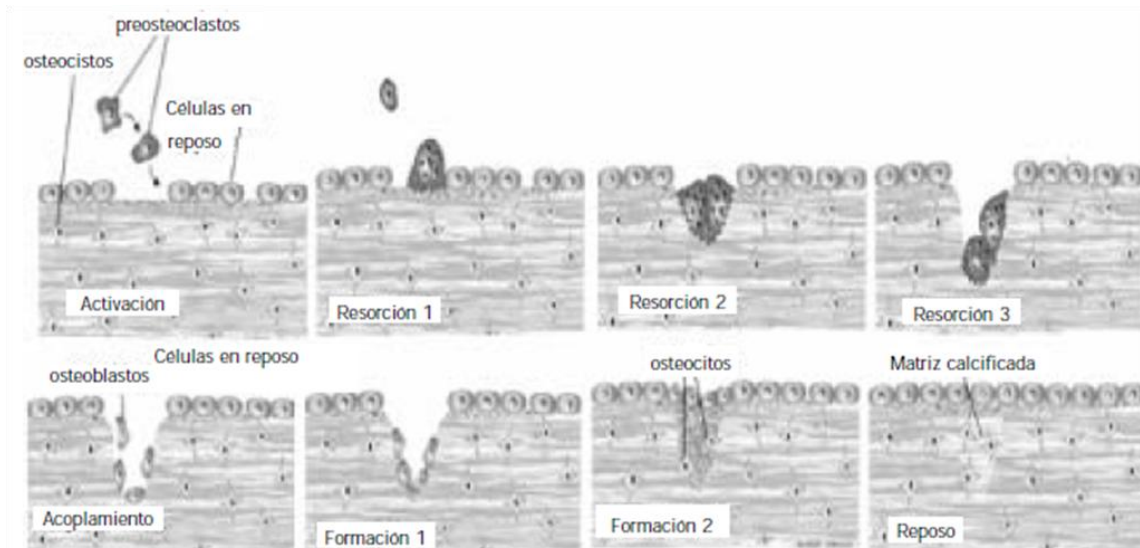 preosteoclastos
osteocistos
Células en
reposo
Activación
Resorción 1
Resorción 2
Resorción 3
Células en reposo
osteoblastos
osteocitos
Matriz calcificada
Acoplamiento
Formación 1
Formación 2
Reposo